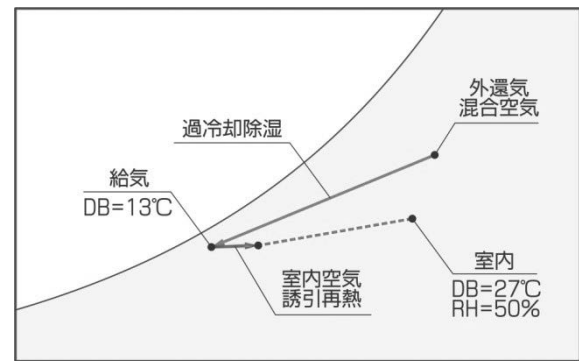 外還気
混合空気
過冷却除湿
給気
DB=13℃
室内空気
誘引再熱
室内
DB=27℃
RH=50%